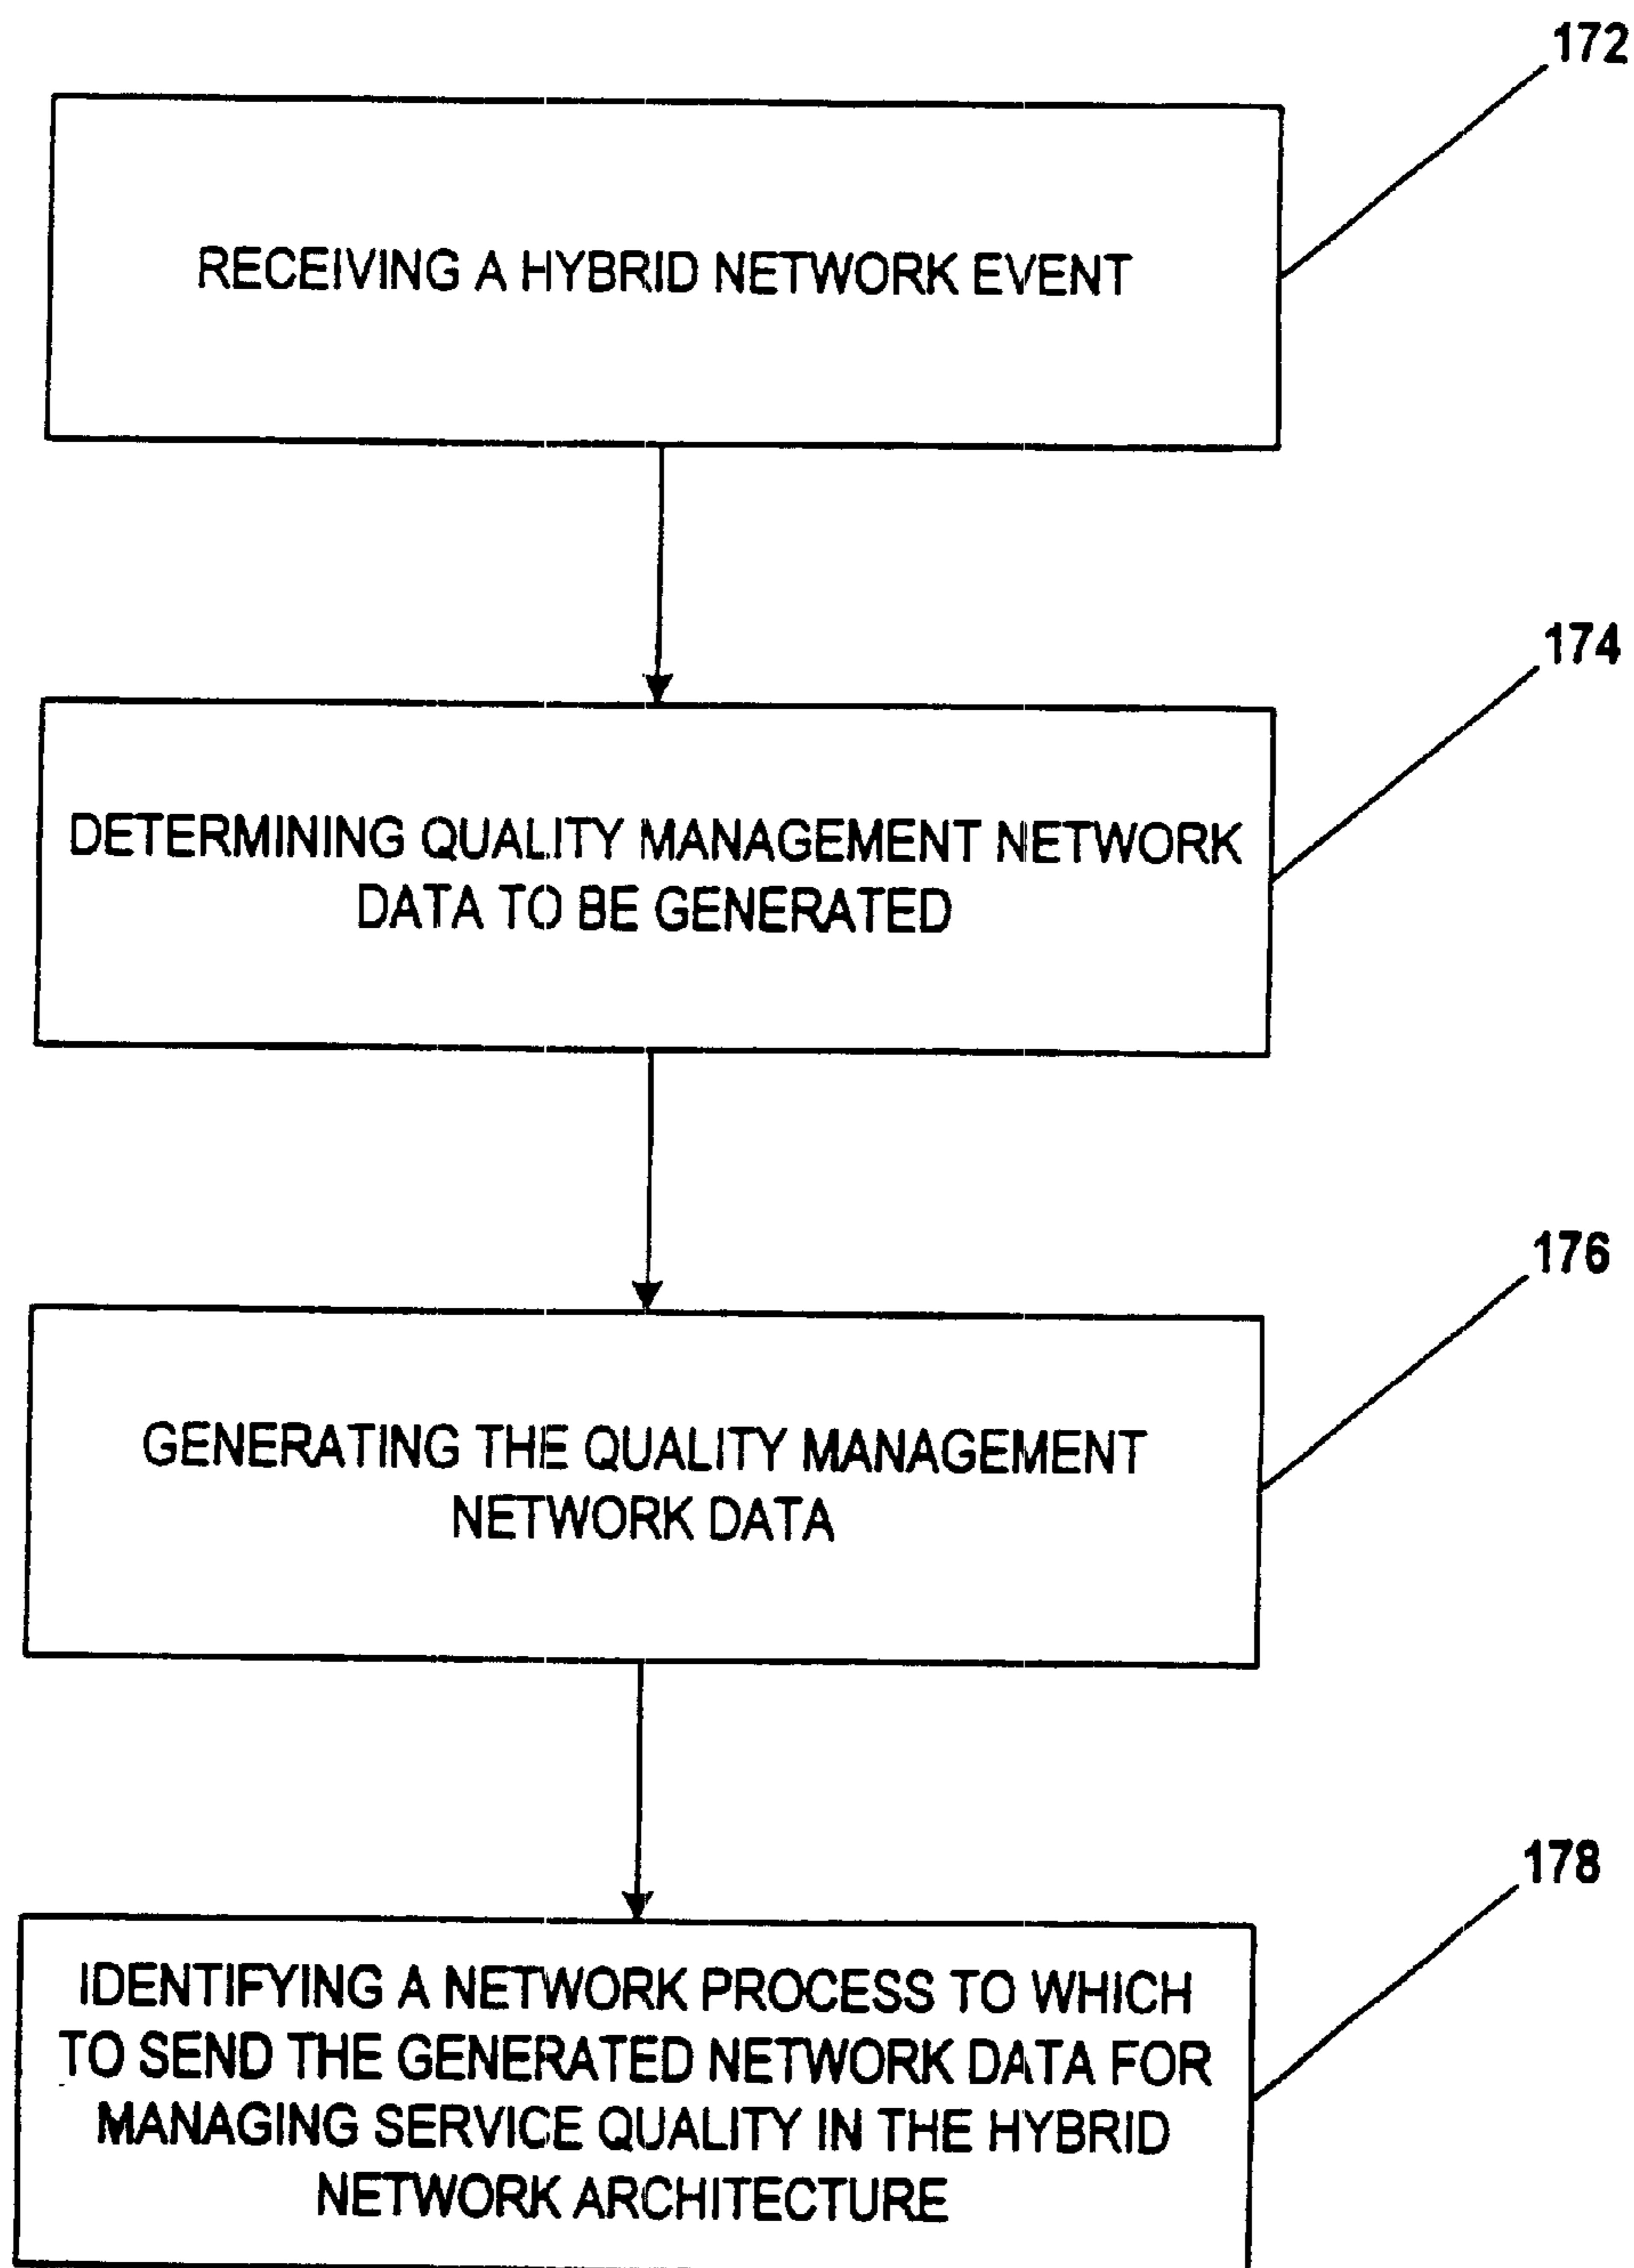 172
RECEIVING A HYBRID NETWORK EVENT
174
DETERMINING QUALITY MANAGEMENT NETWORK
DATA TO BE GENERATED
176
GENERATING THE QUALITY MANAGEMENT
NETWORK DATA
178
IDENTIFYING A NETWORK PROCESS TO WHICH
TO SEND THE GENERATED NETWORK DATA FOR
MANAGING SERVICE QUALITY IN THE HYBRID
NETWORK ARCHITECTURE